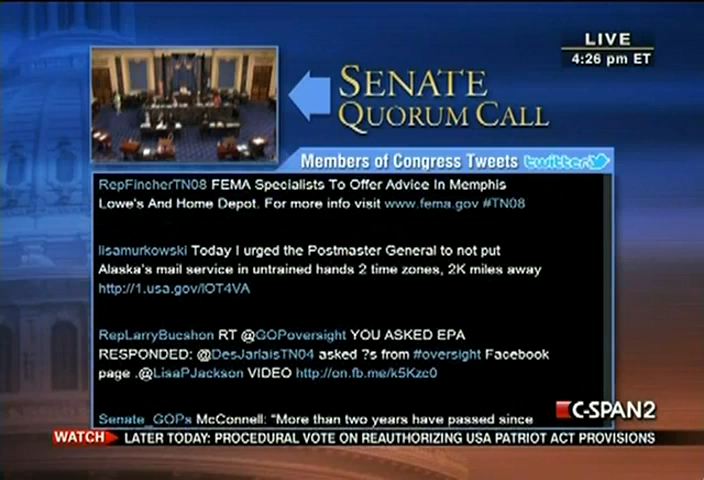 LIVE
4:26 pm ET
SENATE
QUORUM CALL
Members of Congress Tweets twitter
RepFincherTN08 FEMA Specialists To Offer Advice In Memphis
Lowe's And Home Depot. For more info visit www.fema.gov #TN08
lisamurkowski Today I urged the Postmaster General to not put
Alaska's mail service in untrained hands 2 time zones, 2K miles away
http://1.usa.gov/lOT4VA
RepLarryBucshon RT @GOPoversight YOU ASKED EPA
RESPONDED: @DesJarlaisTN04 asked ?s from #oversight Facebook
page .@LisaPJackson VIDEO http://on.fb.me/k5Kzc0
Senate_GOPs McConnell: “More than two years have passed since
C-SPAN2
WATCH LATER TODAY: PROCEDURAL VOTE ON REAUTHORIZING USA PATRIOT ACT PROVISIONS